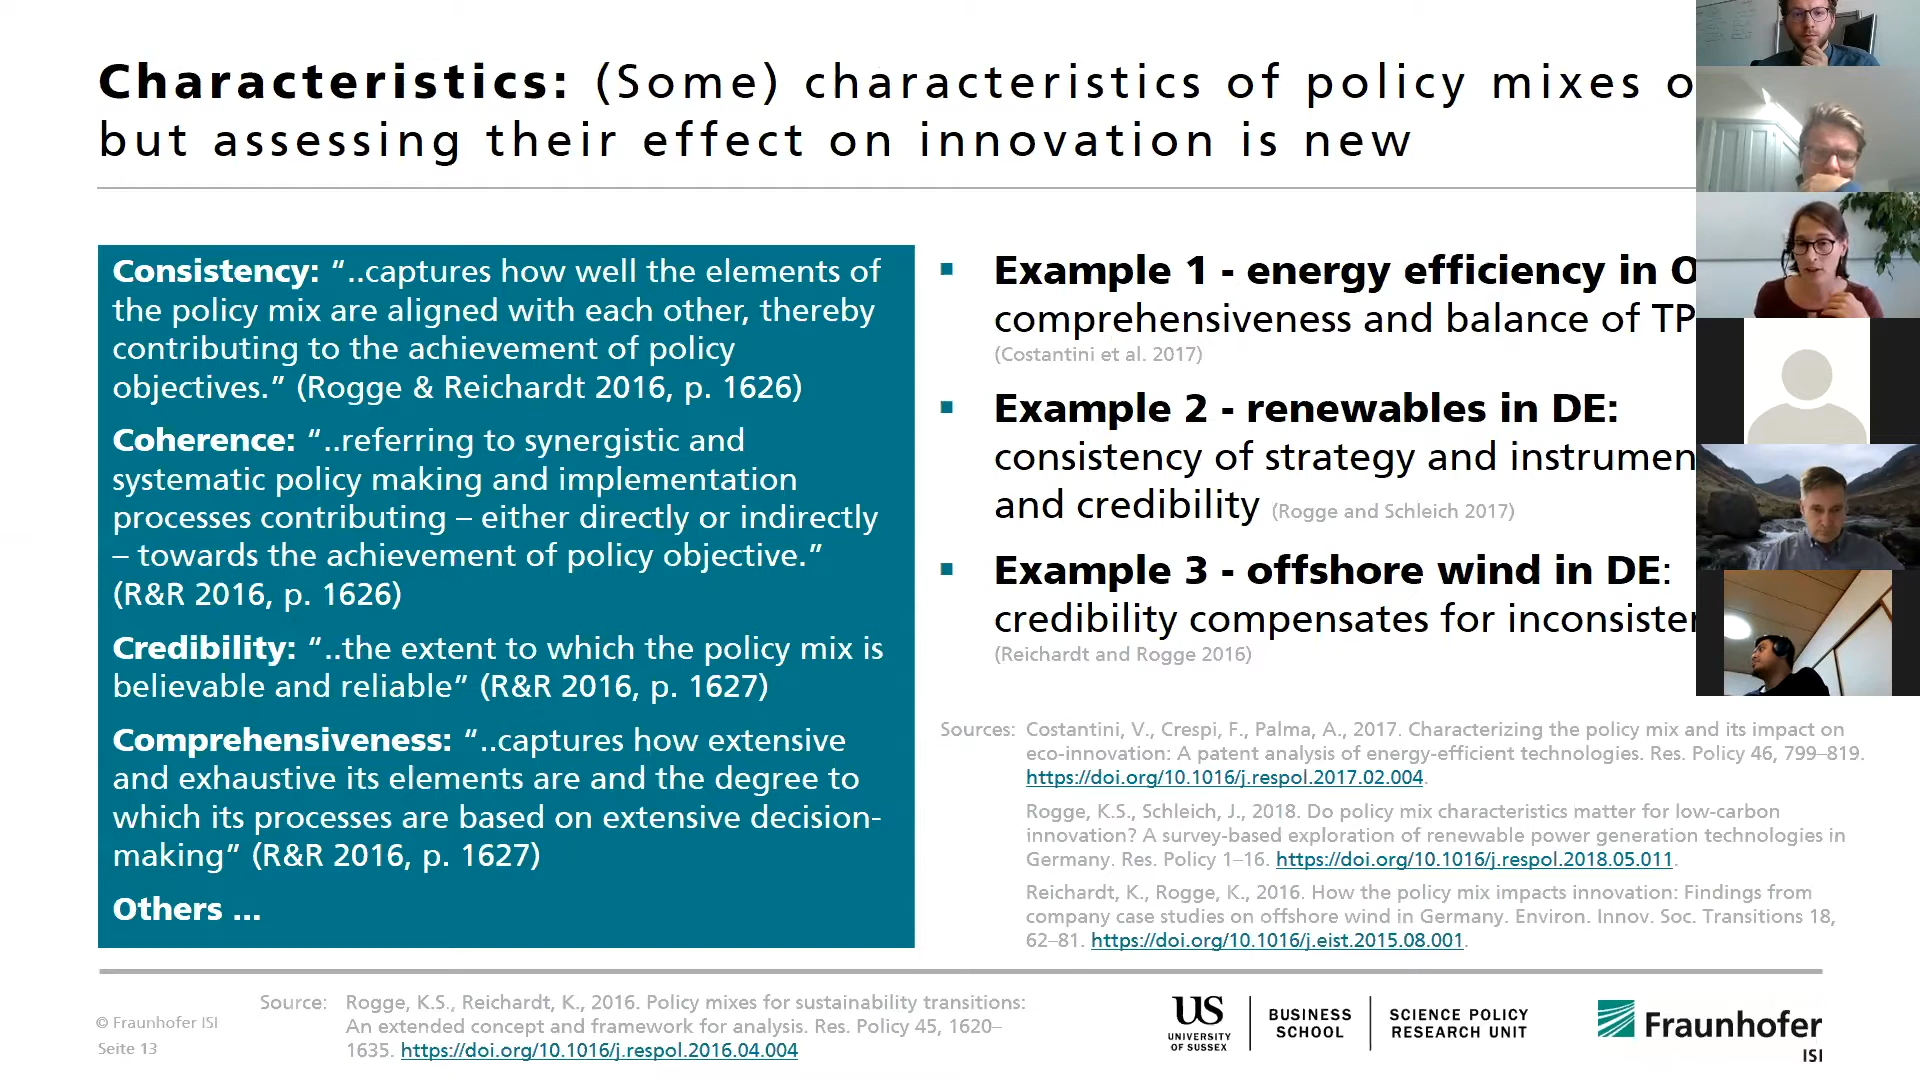 Characteristics: (Some) characteristics of policy mixes
but assessing their effect on innovation is new
Consistency: “..captures how well the elements of
the policy mix are aligned with each other, thereby
contributing to the achievement of policy
objectives.” (Rogge & Reichardt 2016, p. 1626)
Coherence: “..referring to synergistic and
systematic policy making and implementation
processes contributing – either directly or indirectly
– towards the achievement of policy objective.”
(R&R 2016, p. 1626)
Credibility: “..the extent to which the policy mix is
believable and reliable” (R&R 2016, p. 1627)
Comprehensiveness: “..captures how extensive
and exhaustive its elements are and the degree to
which its processes are based on extensive decision-
making” (R&R 2016, p. 1627)
Others ...
▪ Example 1 - energy efficiency in
comprehensiveness and balance of
(Costantini et al. 2017)
▪ Example 2 - renewables in DE:
consistency of strategy and
and credibility (Rogge and Schleich 2017)
▪ Example 3 - offshore wind in DE:
credibility compensates for
(Reichardt and Rogge 2016)
Sources: Costantini, V., Crespi, F., Palma, A., 2017. Characterizing the policy mix and its impact on
eco-innovation: A patent analysis of energy-efficient technologies. Res. Policy 46, 799–819.
https://doi.org/10.1016/j.respol.2017.02.004.
Rogge, K.S., Schleich, J., 2018. Do policy mix characteristics matter for low-carbon
innovation? A survey-based exploration of renewable power generation technologies in
Germany. Res. Policy 1–16. https://doi.org/10.1016/j.respol.2018.05.011.
Reichardt, K., Rogge, K., 2016. How the policy mix impacts innovation: Findings from
company case studies on offshore wind in Germany. Environ. Innov. Soc. Transitions 18,
62–81. https://doi.org/10.1016/j.eist.2015.08.001.
© Fraunhofer ISI
Seite 13
Source: Rogge, K.S., Reichardt, K., 2016. Policy mixes for sustainability transitions:
An extended concept and framework for analysis. Res. Policy 45, 1620–
1635. https://doi.org/10.1016/j.respol.2016.04.004
US
UNIVERSITY
OF SUSSEX
BUSINESS
SCHOOL
SCIENCE POLICY
RESEARCH UNIT
Fraunhofer
ISI